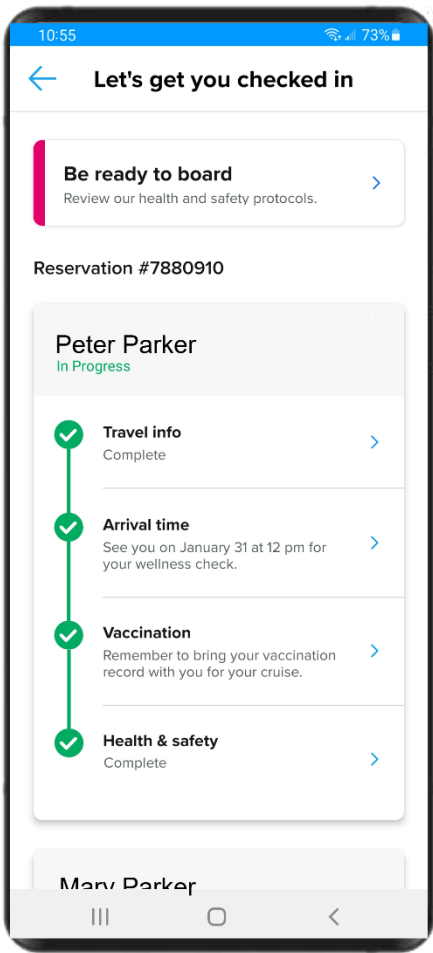 10:55
73%
Let's get you checked in
Be ready to board
Review our health and safety protocols.
Reservation #7880910
Peter Parker
In Progress
Travel info
Complete
Arrival time
See you on January 31 at 12 pm for
your wellness check.
Vaccination
Remember to bring your vaccination
record with you for your cruise.
Health & safety
Complete
Mary Parker